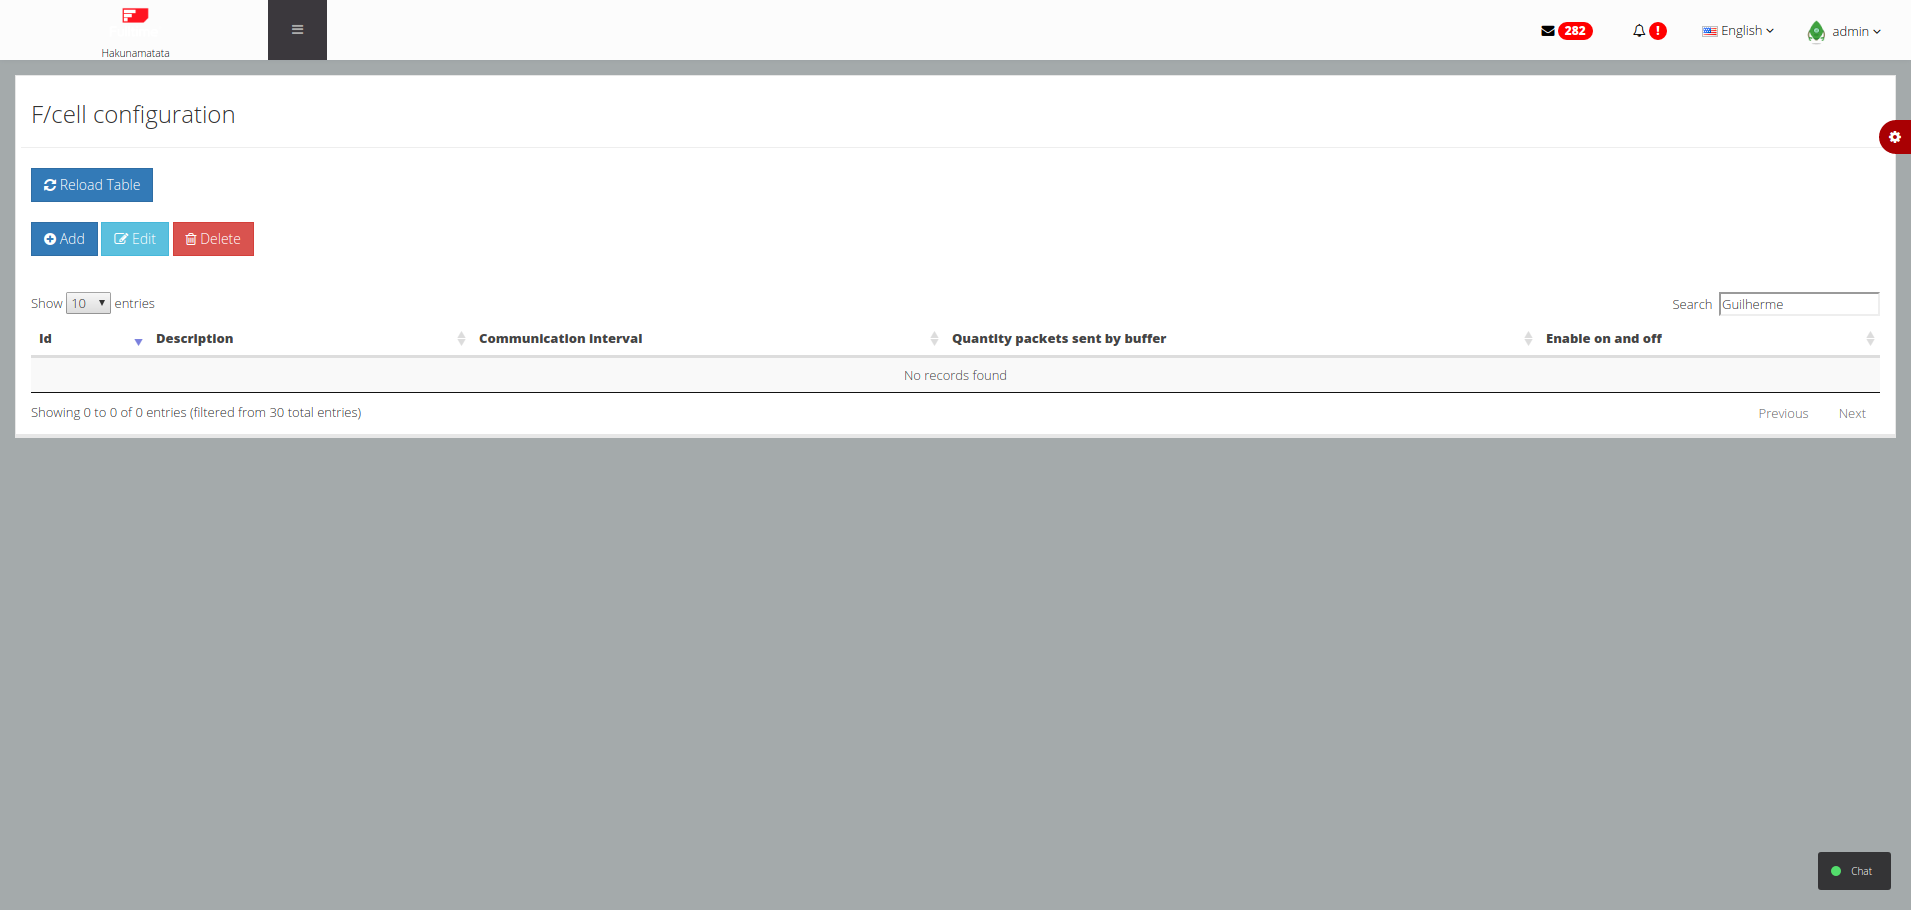 Hakunamatata
282
!
English
admin
F/cell configuration
Reload Table
Add Edit Delete
Show 10 entries
Search Guilherme
Id Description Communication interval Quantity packets sent by buffer Enable on and off
No records found
Showing 0 to 0 of 0 entries (filtered from 30 total entries)
Previous Next
Chat